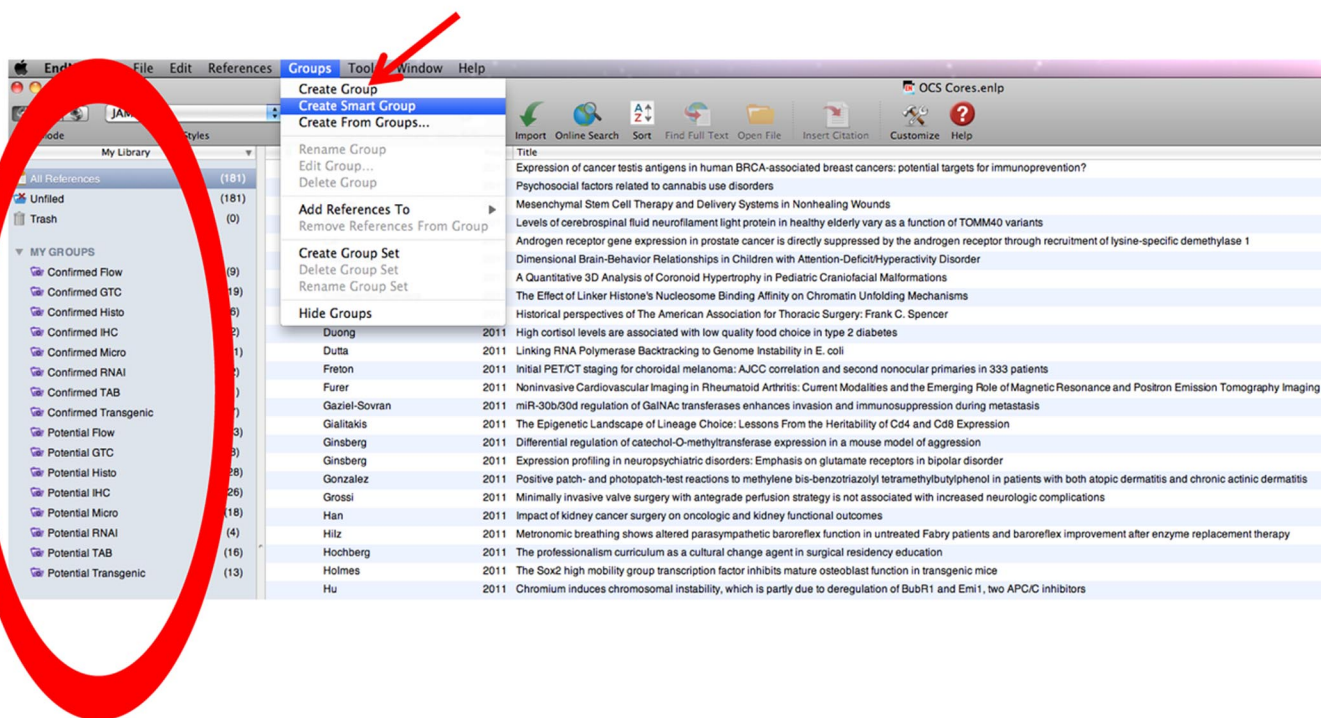 File Edit References Groups Tools Window Help
OCS Cores.enlp
Create Group
Create Smart Group
Create From Groups...
Rename Group
Edit Group...
Delete Group
Add References To
Remove References From Group
Create Group Set
Delete Group Set
Rename Group Set
Hide Groups
Styles
Import Online Search Sort Find Full Text Open File Insert Citation Customize Help
My Library
All References (181)
Unfiled (181)
Trash (0)
MY GROUPS
Confirmed Flow (9)
Confirmed GTC
Confirmed Histo
Confirmed IHC
Confirmed Micro
Confirmed RNAI
Confirmed TAB
Confirmed Transgenic
Potential Flow
Potential GTC
Potential Histo
Potential IHC (26)
Potential Micro (18)
Potential RNAI (4)
Potential TAB (16)
Potential Transgenic (13)
Title
Expression of cancer testis antigens in human BRCA-associated breast cancers: potential targets for immunoprevention?
Psychosocial factors related to cannabis use disorders
Mesenchymal Stem Cell Therapy and Delivery Systems in Nonhealing Wounds
Levels of cerebrospinal fluid neurofilament light protein in healthy elderly vary as a function of TOMM40 variants
Androgen receptor gene expression in prostate cancer is directly suppressed by the androgen receptor through recruitment of lysine-specific demethylase 1
Dimensional Brain-Behavior Relationships in Children with Attention-Deficit/Hyperactivity Disorder
A Quantitative 3D Analysis of Coronoid Hypertrophy in Pediatric Craniofacial Malformations
The Effect of Linker Histone's Nucleosome Binding Affinity on Chromatin Unfolding Mechanisms
Historical perspectives of The American Association for Thoracic Surgery: Frank C. Spencer
Duong 2011 High cortisol levels are associated with low quality food choice in type 2 diabetes
Dutta 2011 Linking RNA Polymerase Backtracking to Genome Instability in E. coli
Freton 2011 Initial PET/CT staging for choroidal melanoma: AJCC correlation and second nonocular primaries in 333 patients
Furer 2011 Noninvasive Cardiovascular Imaging in Rheumatoid Arthritis: Current Modalities and the Emerging Role of Magnetic Resonance and Positron Emission Tomography Imaging
Gaziel-Sovran 2011 miR-30b/30d regulation of GalNAc transferases enhances invasion and immunosuppression during metastasis
Gialitakis 2011 The Epigenetic Landscape of Lineage Choice: Lessons From the Heritability of Cd4 and Cd8 Expression
Ginsberg 2011 Differential regulation of catechol-O-methyltransferase expression in a mouse model of aggression
Ginsberg 2011 Expression profiling in neuropsychiatric disorders: Emphasis on glutamate receptors in bipolar disorder
Gonzalez 2011 Positive patch- and photopatch-test reactions to methylene bis-benzotriazolyl tetramethylbutylphenol in patients with both atopic dermatitis and chronic actinic dermatitis
Grossi 2011 Minimally invasive valve surgery with antegrade perfusion strategy is not associated with increased neurologic complications
Han 2011 Impact of kidney cancer surgery on oncologic and kidney functional outcomes
Hilz 2011 Metronomic breathing shows altered parasympathetic baroreflex function in untreated Fabry patients and baroreflex improvement after enzyme replacement therapy
Hochberg 2011 The professionalism curriculum as a cultural change agent in surgical residency education
Holmes 2011 The Sox2 high mobility group transcription factor inhibits mature osteoblast function in transgenic mice
Hu 2011 Chromium induces chromosomal instability, which is partly due to deregulation of BubR1 and Emi1, two APC/C inhibitors